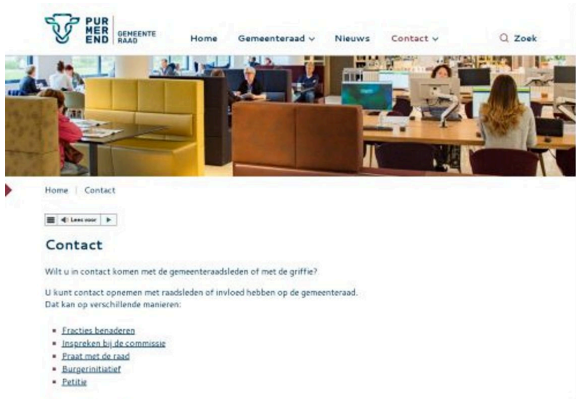 PUR
MER
END
GEMEENTE
RAAD
Home
Gemeenteraad
Nieuws
Contact
Zoek
Home | Contact
Lees voor
Contact
Wilt u in contact komen met de gemeenteraadsleden of met de griffie?
U kunt contact opnemen met raadsleden of invloed hebben op de gemeenteraad.
Dat kan op verschillende manieren:
Fracties benaderen
Inspreken bij de commissie
Praat met de raad
Burgerinitiatief
Petitie